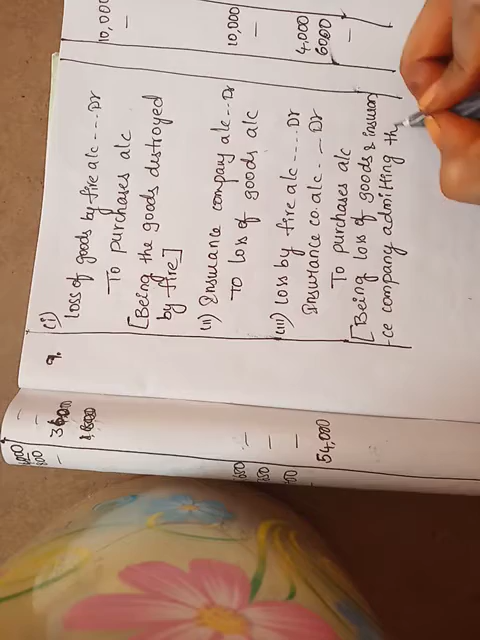 9. (i) Loss of goods by fire a/c .... Dr 10,000
To purchases a/c —
[Being the goods destroyed
by fire]
(ii) Insurance company a/c... Dr 10,000
To loss of goods a/c —
(iii) Loss by fire a/c .... Dr 4,000
Insurance co. a/c. — Dr 6000
To purchases a/c —
[Being loss of goods & insuran
-ce company admitting th
54,000